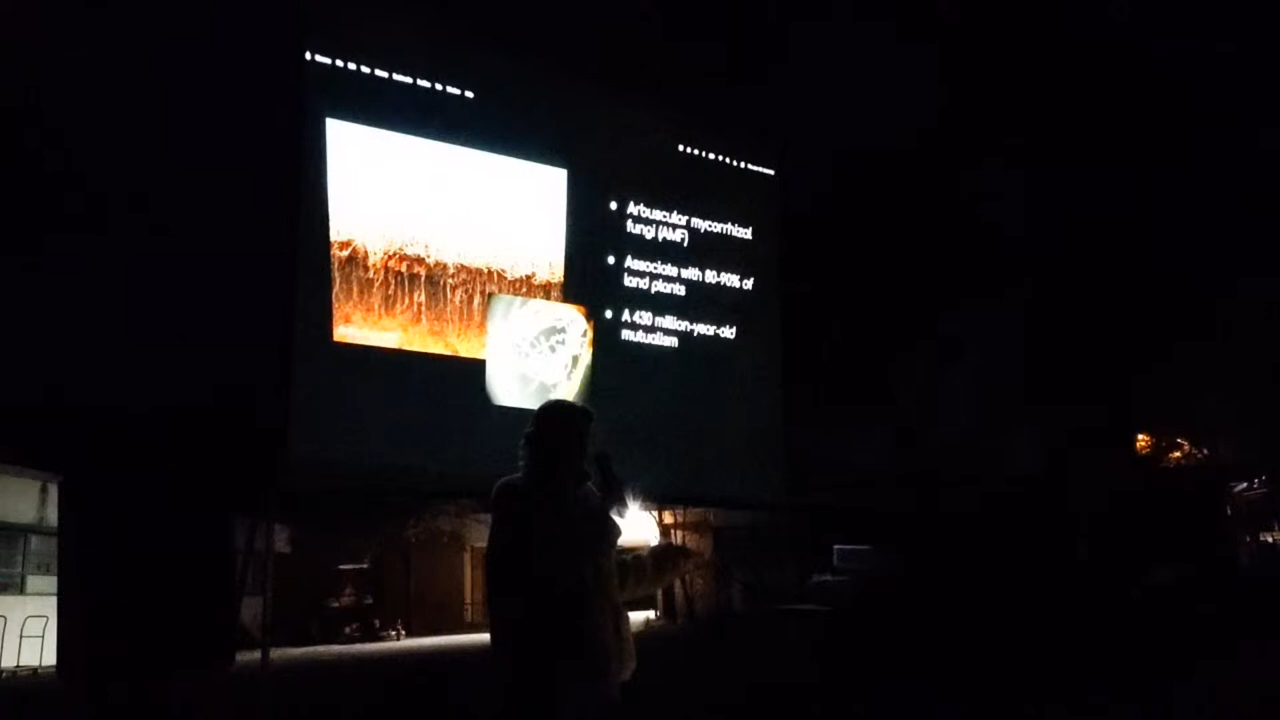 Arbuscular mycorrhizal
fungi (AMF)
Associate with 80-90% of
land plants
A 430 million-year-old
mutualism